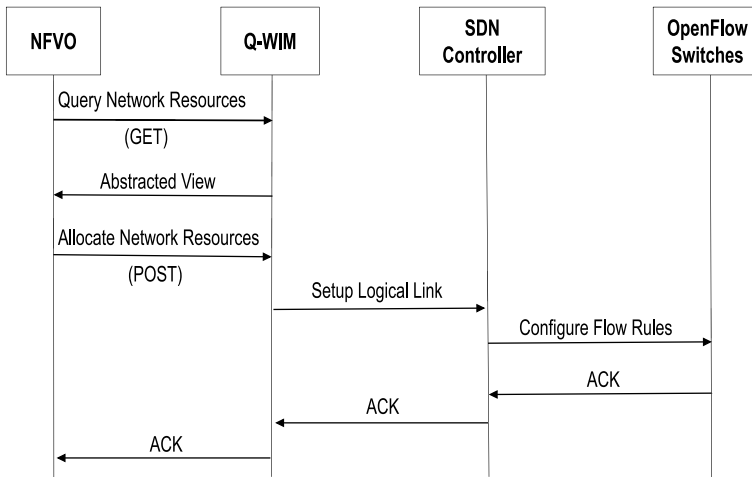 NFVO
Q-WIM
SDN
Controller
OpenFlow
Switches
Query Network Resources
(GET)
Abstracted View
Allocate Network Resources
(POST)
Setup Logical Link
Configure Flow Rules
ACK
ACK
ACK